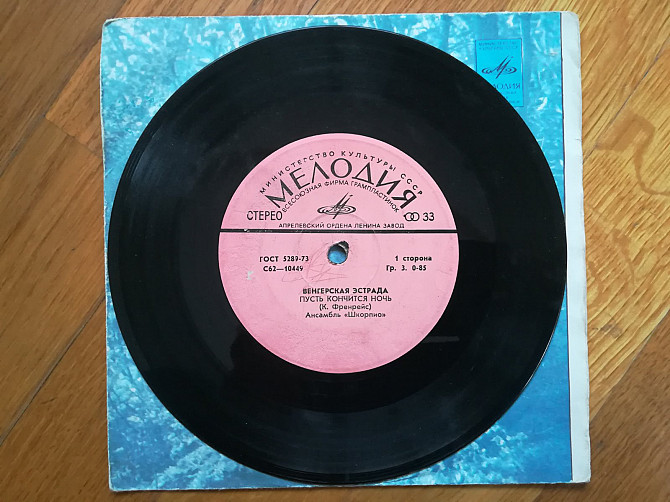 МИНИСТЕРСТВО КУЛЬТУРЫ СССР
МЕЛОДИЯ
ВСЕСОЮЗНАЯ ФИРМА ГРАМПЛАСТИНОК
СТЕРЕО 33
АПРЕЛЕВСКИЙ ОРДЕНА ЛЕНИНА ЗАВОД
ГОСТ 5289-73 1 сторона
С62—10449 Гр. 3. 0-85
ВЕНГЕРСКАЯ ЭСТРАДА
ПУСТЬ КОНЧИТСЯ НОЧЬ
(К. Френрейс)
Ансамбль «Шкорпио»